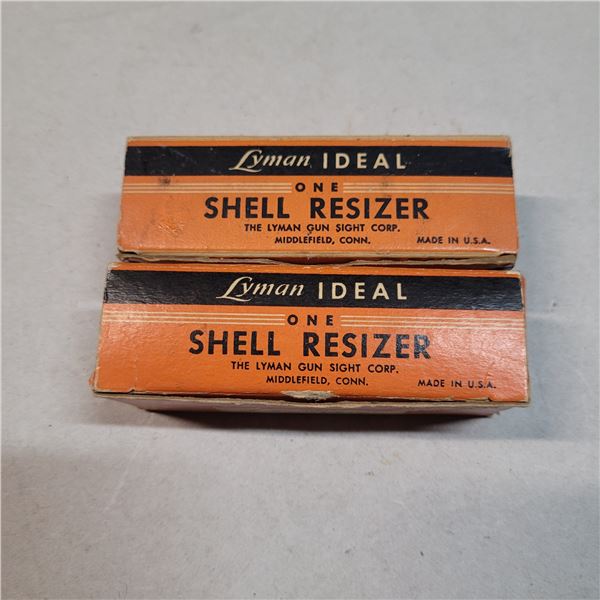 Lyman IDEAL
ONE
SHELL RESIZER
THE LYMAN GUN SIGHT CORP.
MIDDLEFIELD, CONN. MADE IN U.S.A.
Lyman IDEAL
ONE
SHELL RESIZER
THE LYMAN GUN SIGHT CORP.
MIDDLEFIELD, CONN. MADE IN U.S.A.